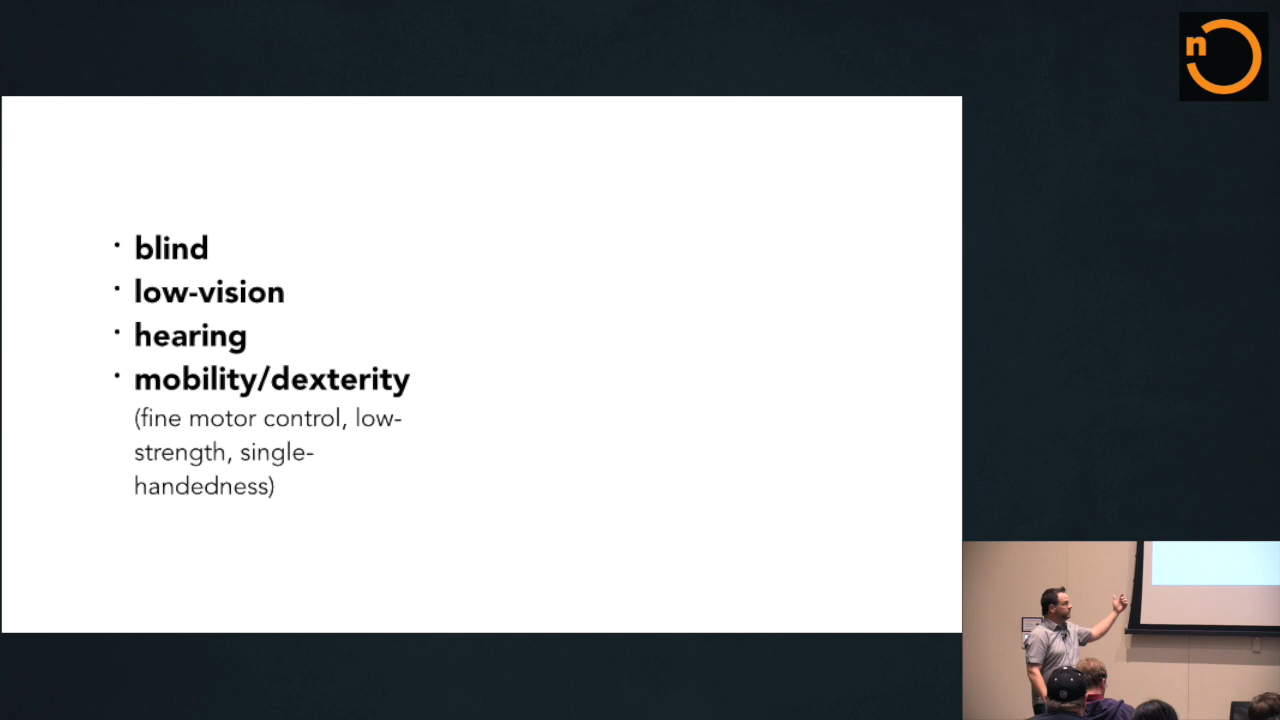 n
• blind
• low-vision
• hearing
• mobility/dexterity
(fine motor control, low-
strength, single-
handedness)